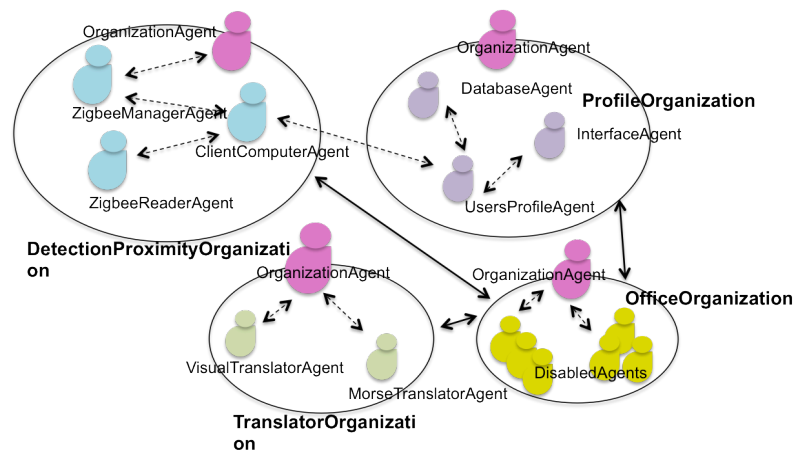 OrganizationAgent
ZigbeeManagerAgent
ClientComputerAgent
ZigbeeReaderAgent
DetectionProximityOrganizati
on
OrganizationAgent
DatabaseAgent
ProfileOrganization
InterfaceAgent
UsersProfileAgent
OrganizationAgent
VisualTranslatorAgent
MorseTranslatorAgent
TranslatorOrganizati
on
OrganizationAgent
OfficeOrganization
DisabledAgents